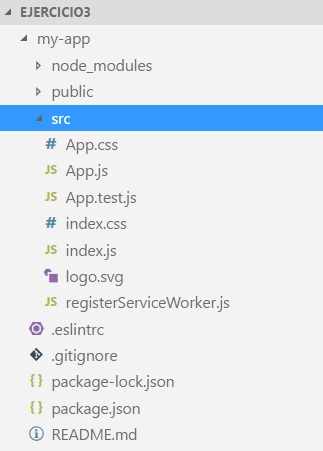 EJERCICIO3
my-app
node_modules
public
src
# App.css
JS App.js
JS App.test.js
# index.css
JS index.js
logo.svg
JS registerServiceWorker.js
.eslintrc
.gitignore
{ } package-lock.json
{ } package.json
README.md